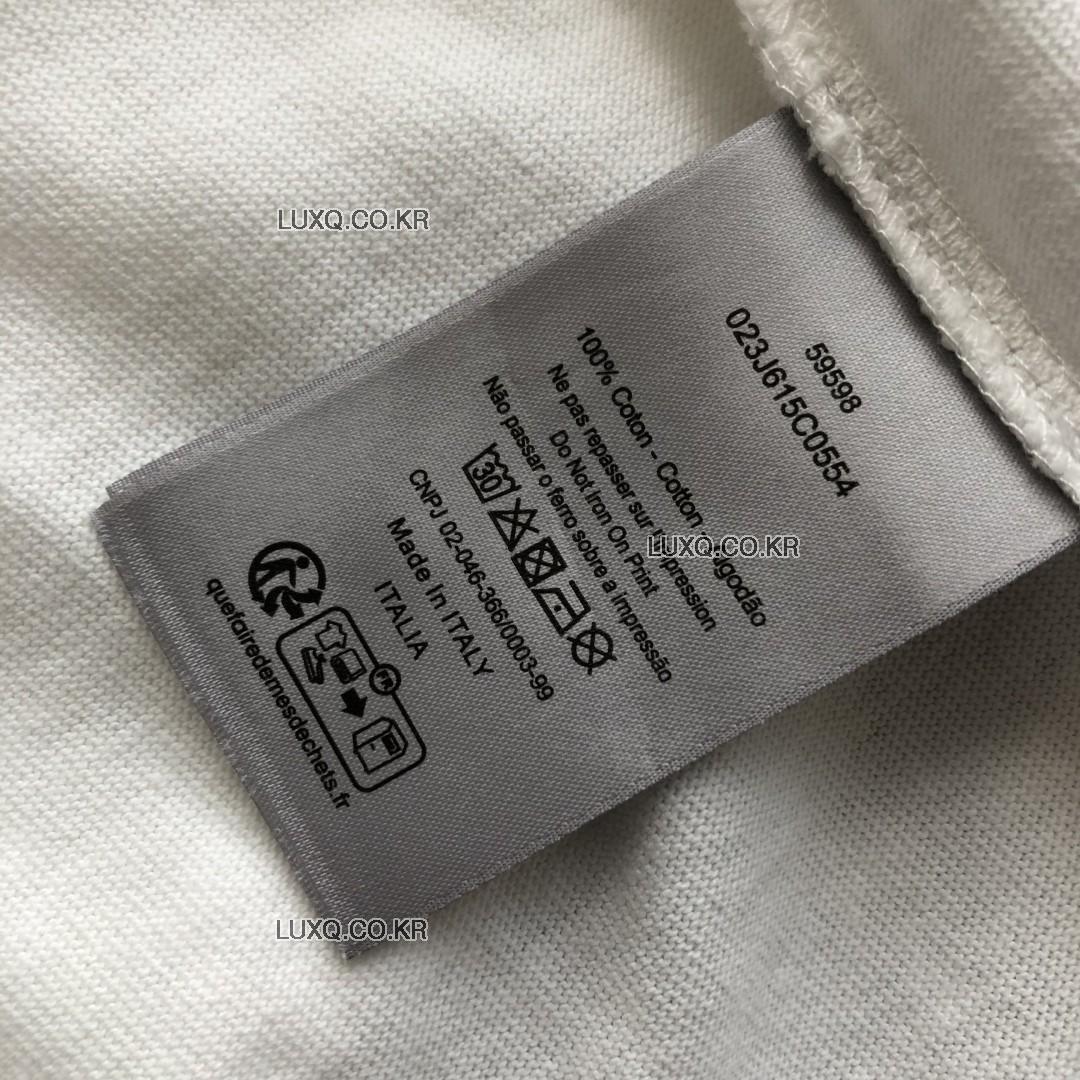 LUXQ.CO.KR
59598
023J615C0554
100% Coton - Cotton - Algodão
Ne pas repasser sur Impression
Do Not Iron On Print
Não passar o ferro sobre a impressão
30
CNPJ 02-046-366/0003-99
Made In ITALY
ITALIA
FR
quefairedemesdechets.fr
LUXQ.CO.KR
LUXQ.CO.KR